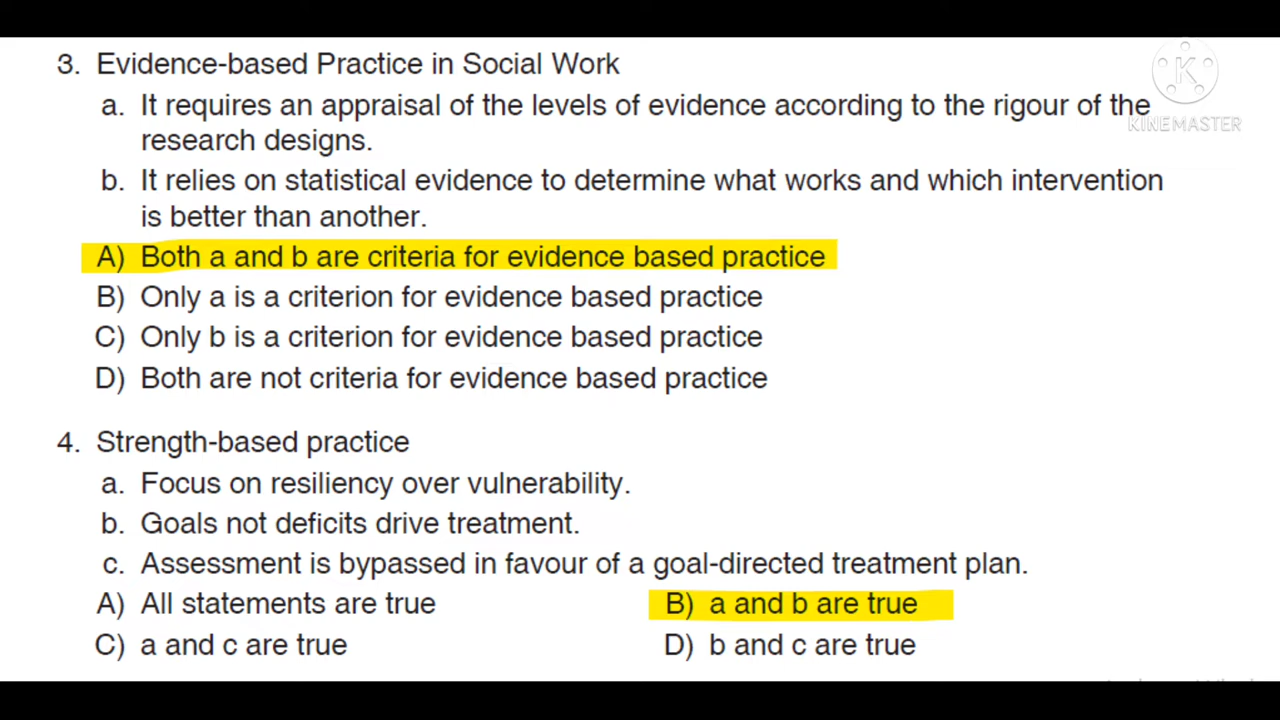 3. Evidence-based Practice in Social Work
a. It requires an appraisal of the levels of evidence according to the rigour of the
research designs.
b. It relies on statistical evidence to determine what works and which intervention
is better than another.
A) Both a and b are criteria for evidence based practice
B) Only a is a criterion for evidence based practice
C) Only b is a criterion for evidence based practice
D) Both are not criteria for evidence based practice
4. Strength-based practice
a. Focus on resiliency over vulnerability.
b. Goals not deficits drive treatment.
c. Assessment is bypassed in favour of a goal-directed treatment plan.
A) All statements are true B) a and b are true
C) a and c are true D) b and c are true
K
KINEMASTER